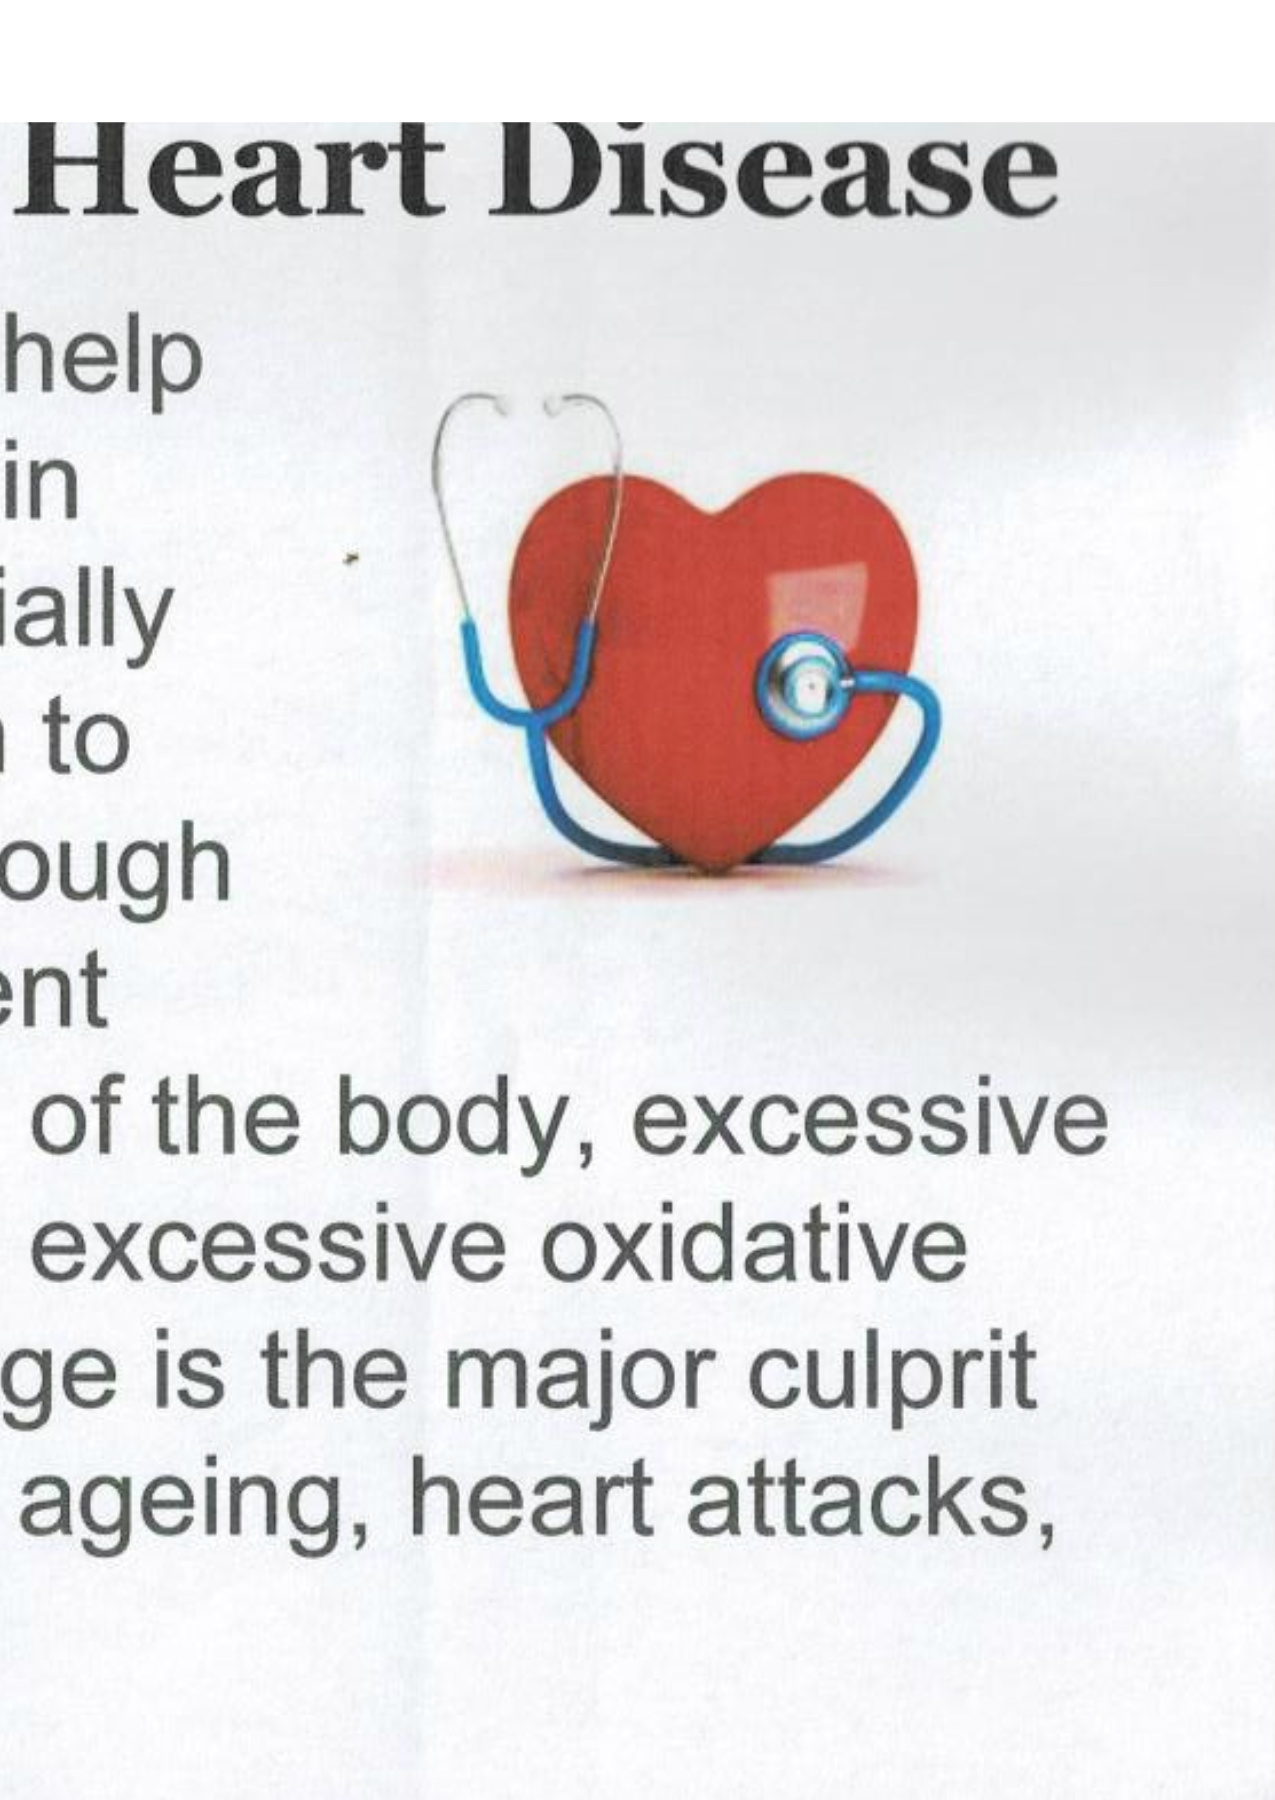 Heart Disease
help
in
ially
to
ough
ent
of the body, excessive
excessive oxidative
ge is the major culprit
ageing, heart attacks,